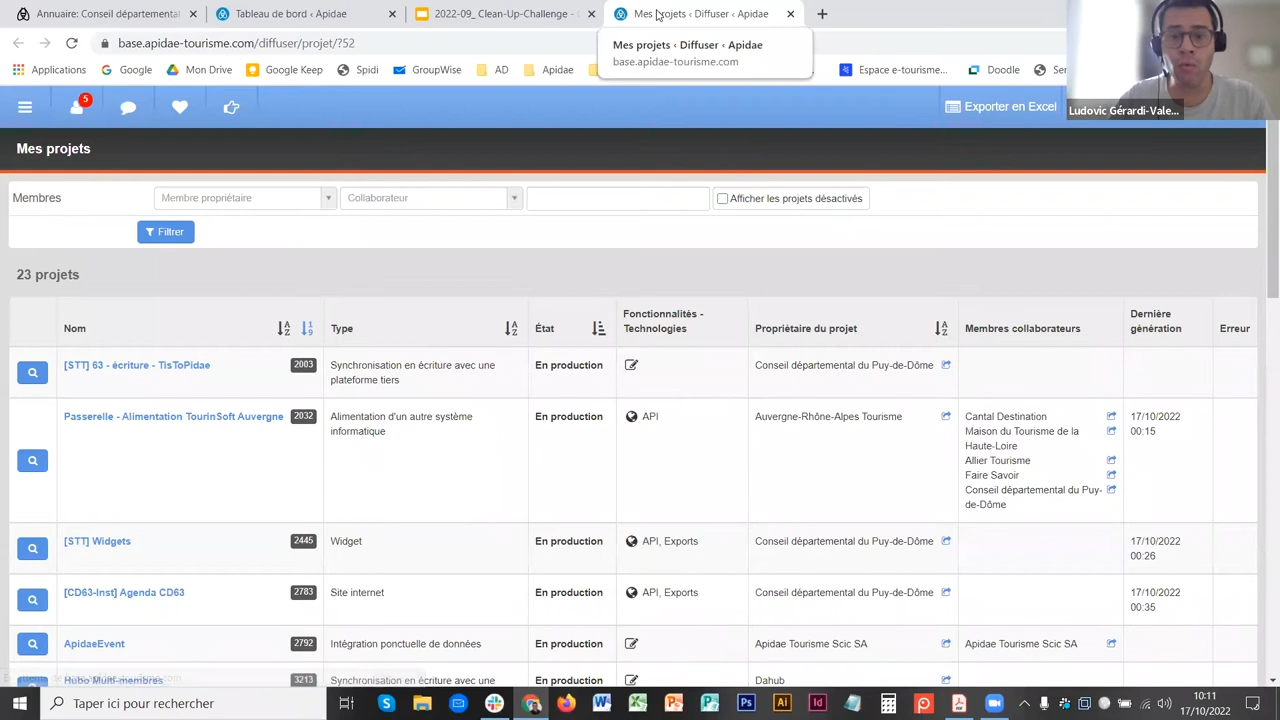 Annuaire: Conseil départemental
Tableau de bord ‹ Apidae
2022-09_ Clean-Up-Challenge -
Mes projets ‹ Diffuser ‹ Apidae
base.apidae-tourisme.com/diffuser/projet/?52
Mes projets ‹ Diffuser ‹ Apidae
base.apidae-tourisme.com
Applications
Google
Mon Drive
Google Keep
Spidi
GroupWise
AD
Apidae
Espace e-tourisme...
Doodle
Ser
5
Exporter en Excel
Ludovic Gérardi-Vale...
Mes projets
Membres
Membre propriétaire
Collaborateur
Afficher les projets désactivés
Filtrer
23 projets
Nom
Type
État
Fonctionnalités -
Technologies
Propriétaire du projet
Membres collaborateurs
Dernière
génération
Erreur
[STT] 63 - écriture - TisToPidae
2003
Synchronisation en écriture avec une
plateforme tiers
En production
Conseil départemental du Puy-de-Dôme
Passerelle - Alimentation TourinSoft Auvergne
2032
Alimentation d'un autre système
informatique
En production
API
Auvergne-Rhône-Alpes Tourisme
Cantal Destination
Maison du Tourisme de la
Haute-Loire
Allier Tourisme
Faire Savoir
Conseil départemental du Puy-
de-Dôme
17/10/2022
00:15
[STT] Widgets
2445
Widget
En production
API, Exports
Conseil départemental du Puy-de-Dôme
17/10/2022
00:26
[CD63-Inst] Agenda CD63
2783
Site internet
En production
API, Exports
Conseil départemental du Puy-de-Dôme
17/10/2022
00:35
ApidaeEvent
2792
Intégration ponctuelle de données
En production
Apidae Tourisme Scic SA
Apidae Tourisme Scic SA
Hubo Multi-membres
3213
Synchronisation en écriture avec une
En production
Dahub
Taper ici pour rechercher
10:11
17/10/2022